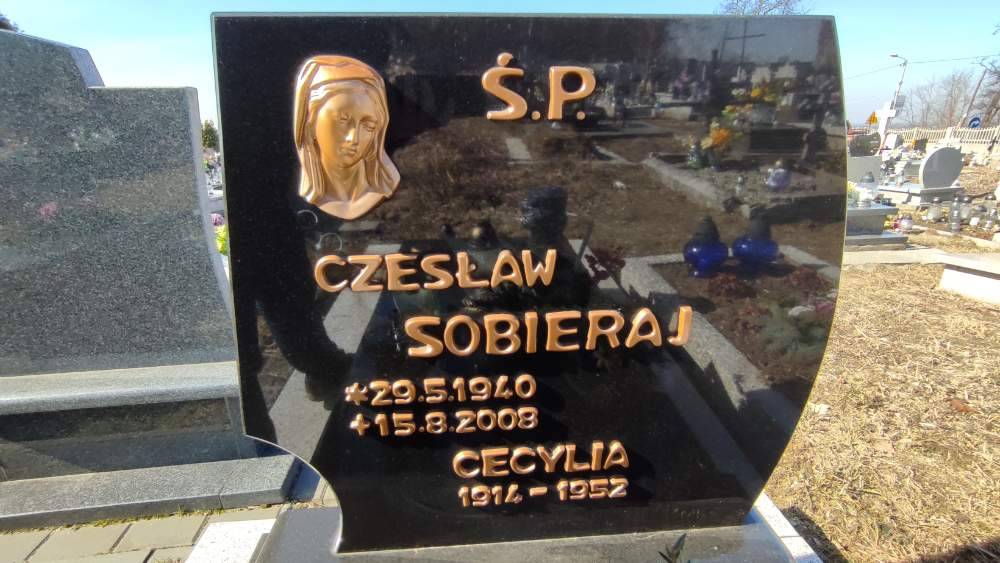 Ś.P.
CZESŁAW
SOBIERAJ
*29.5.1940
+15.8.2008
CECYLIA
1914 - 1952